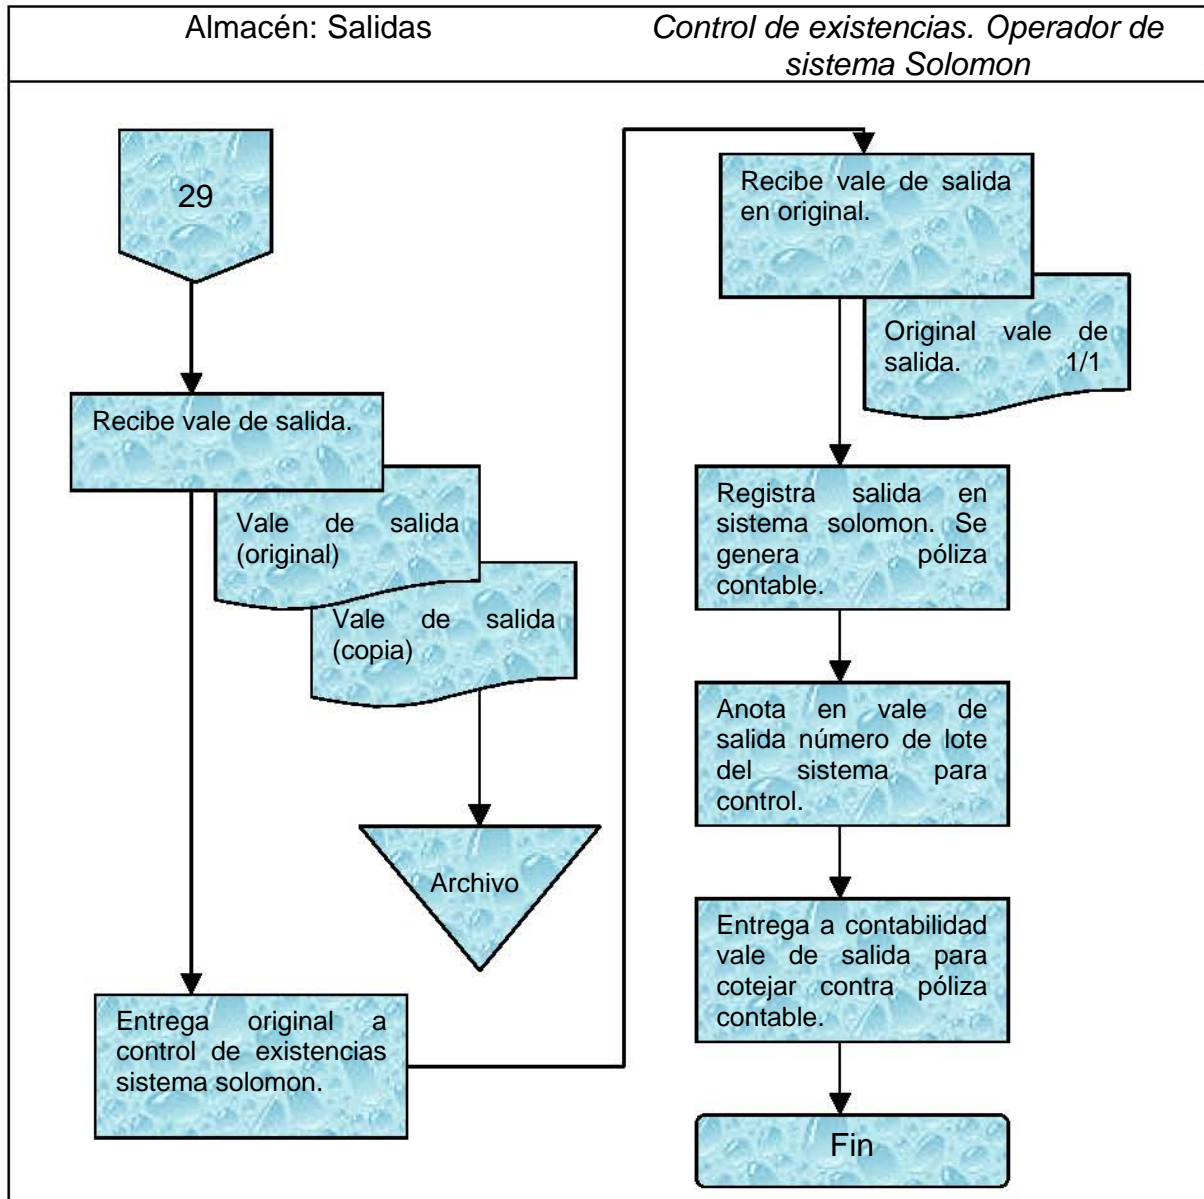 Almacén: Salidas
Control de existencias. Operador de
sistema Solomon
29
Recibe vale de salida.
Vale de salida
(original)
Vale de salida
(copia)
Archivo
Entrega original a
control de existencias
sistema solomon.
Recibe vale de salida
en original.
Original vale de
salida. 1/1
Registra salida en
sistema solomon. Se
genera póliza
contable.
Anota en vale de
salida número de lote
del sistema para
control.
Entrega a contabilidad
vale de salida para
cotejar contra póliza
contable.
Fin